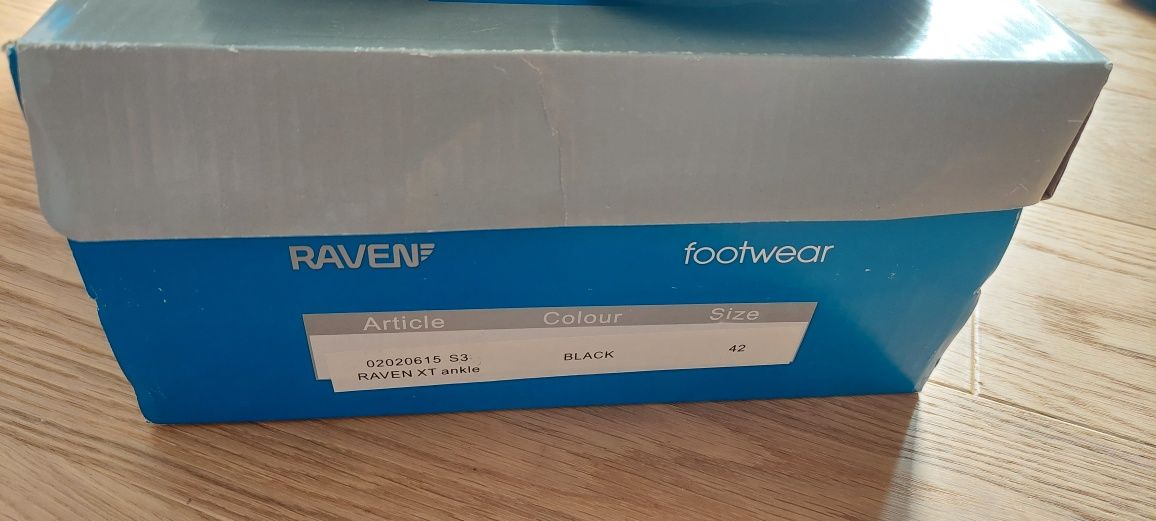 RAVEN footwear
Article Colour Size
02020615 S3 BLACK 42
RAVEN XT ankle